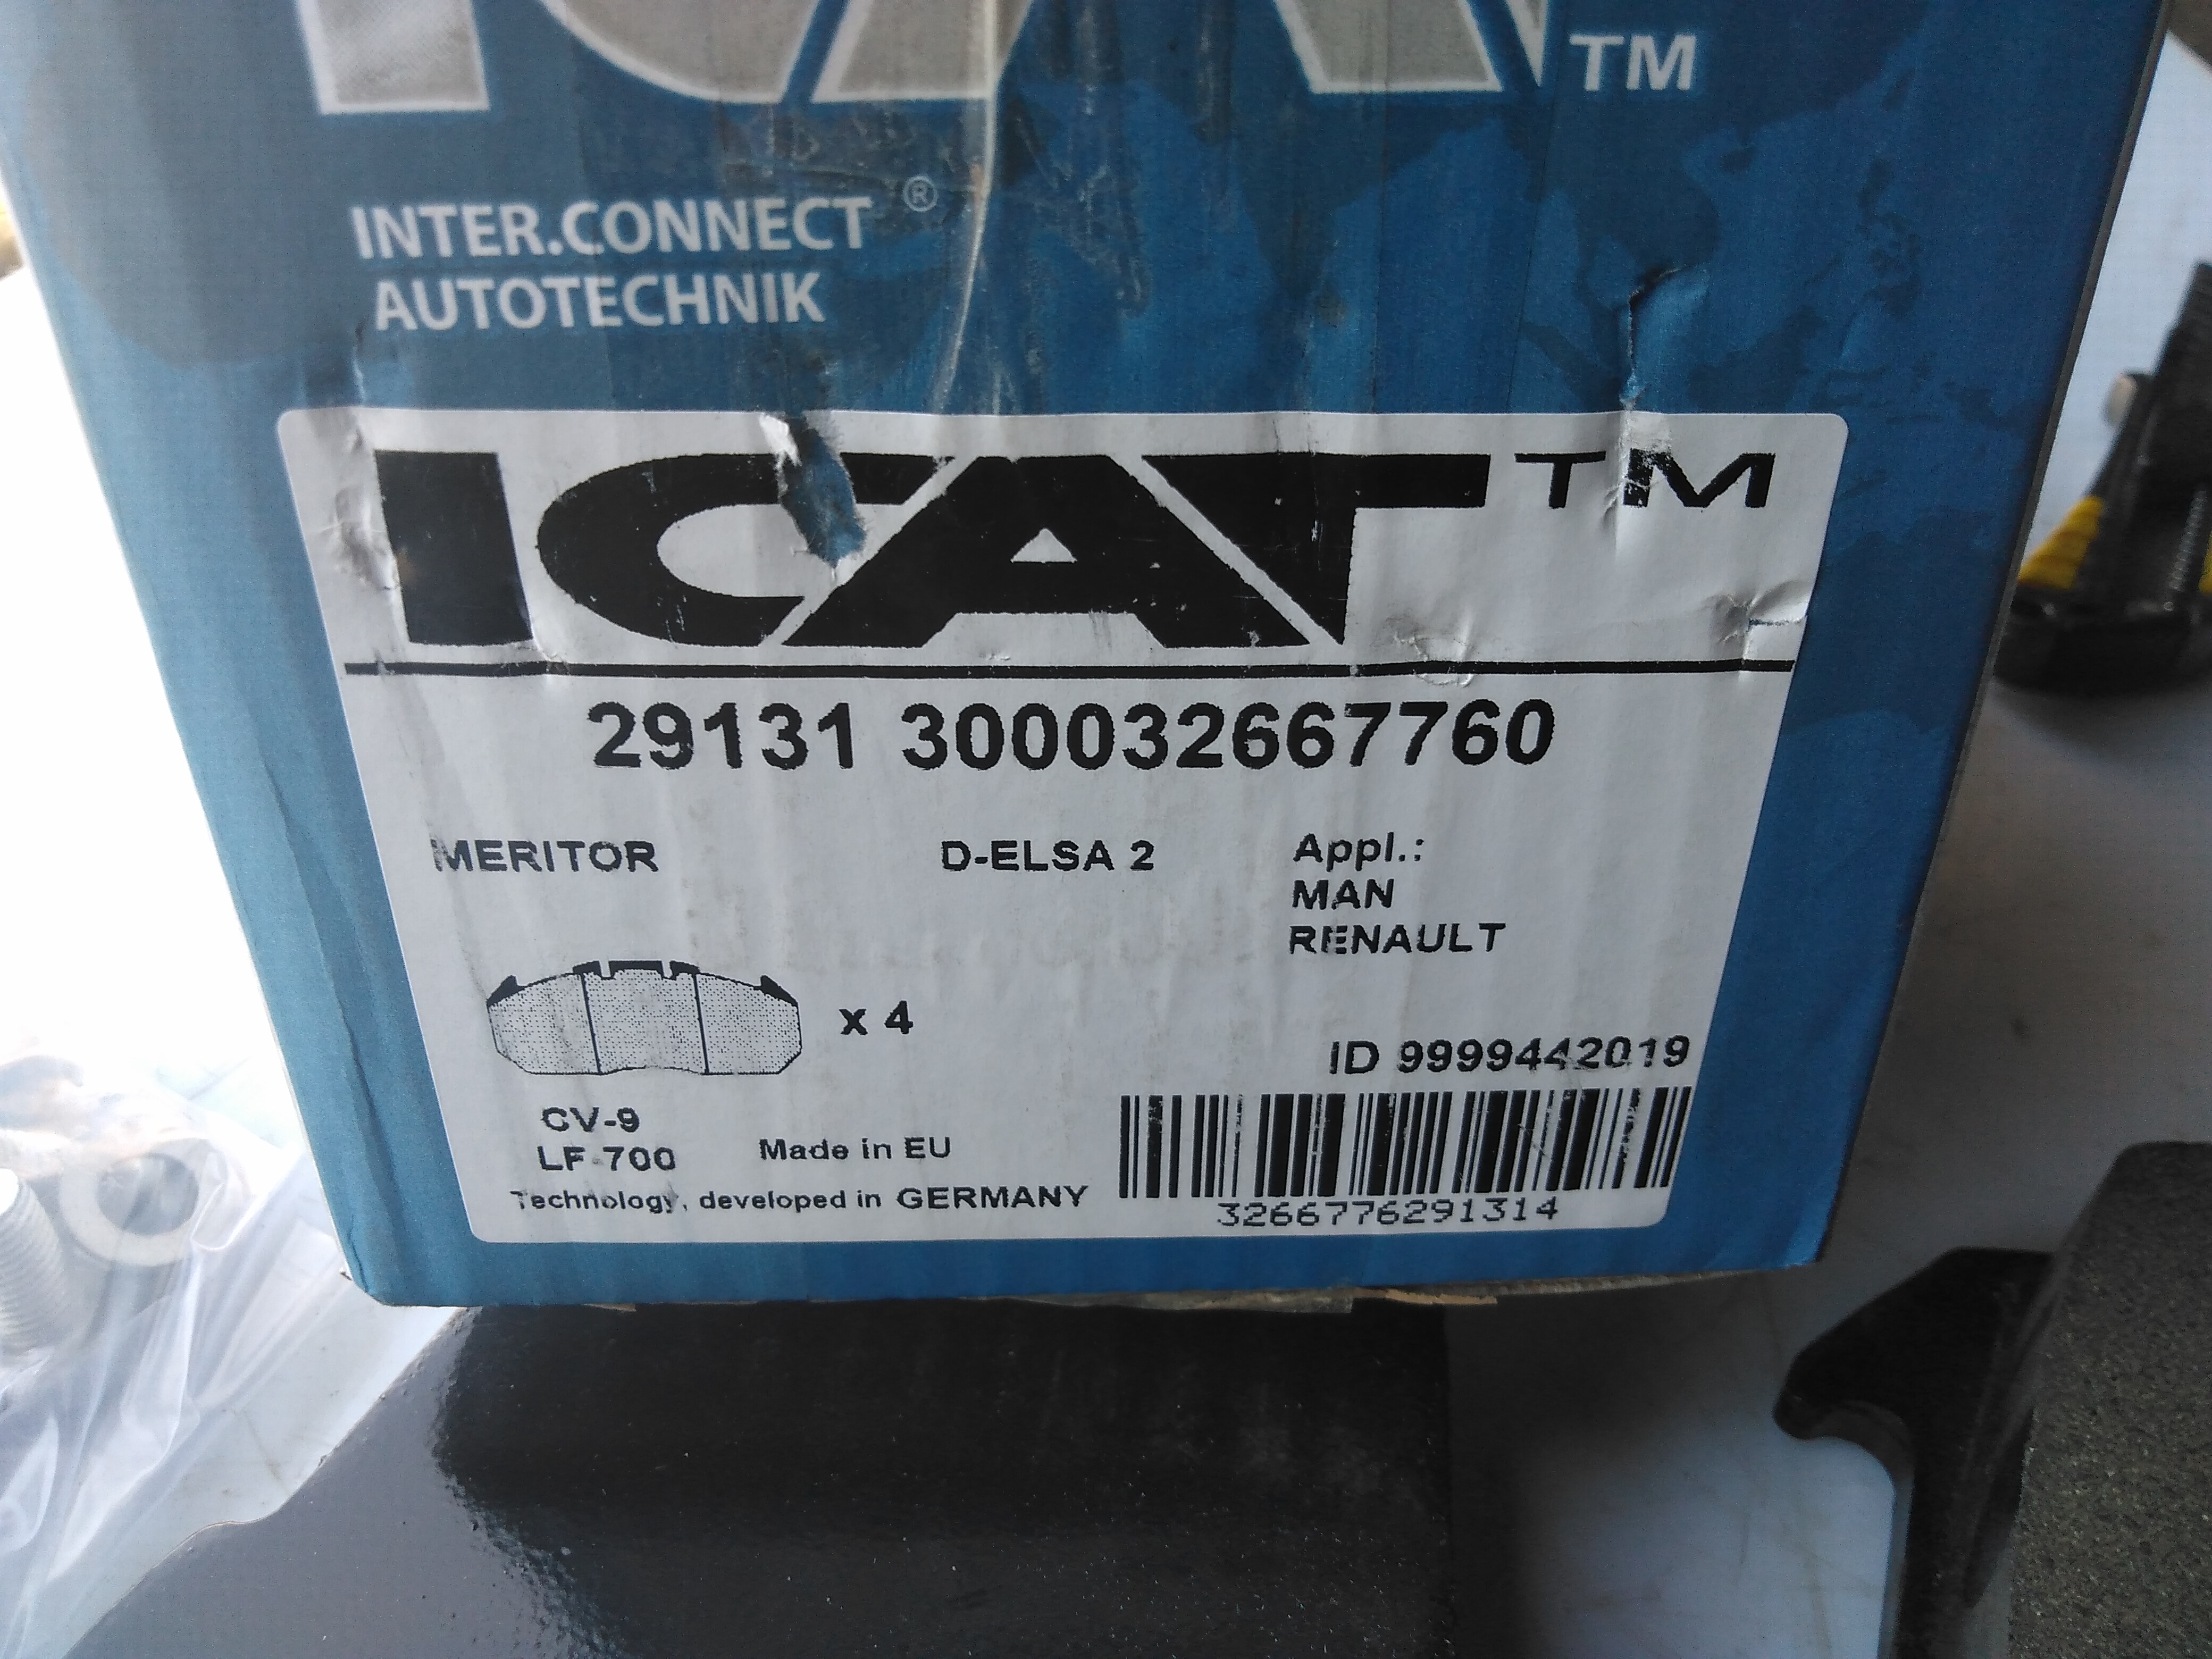 ICAT TM
INTER.CONNECT ®
AUTOTECHNIK
ICAT TM
29131 300032667760
MERITOR D-ELSA 2 Appl.:
MAN
RENAULT
x 4
ID 9999442019
CV-9
LF-700 Made in EU
Technology, developed in GERMANY
3266776291314